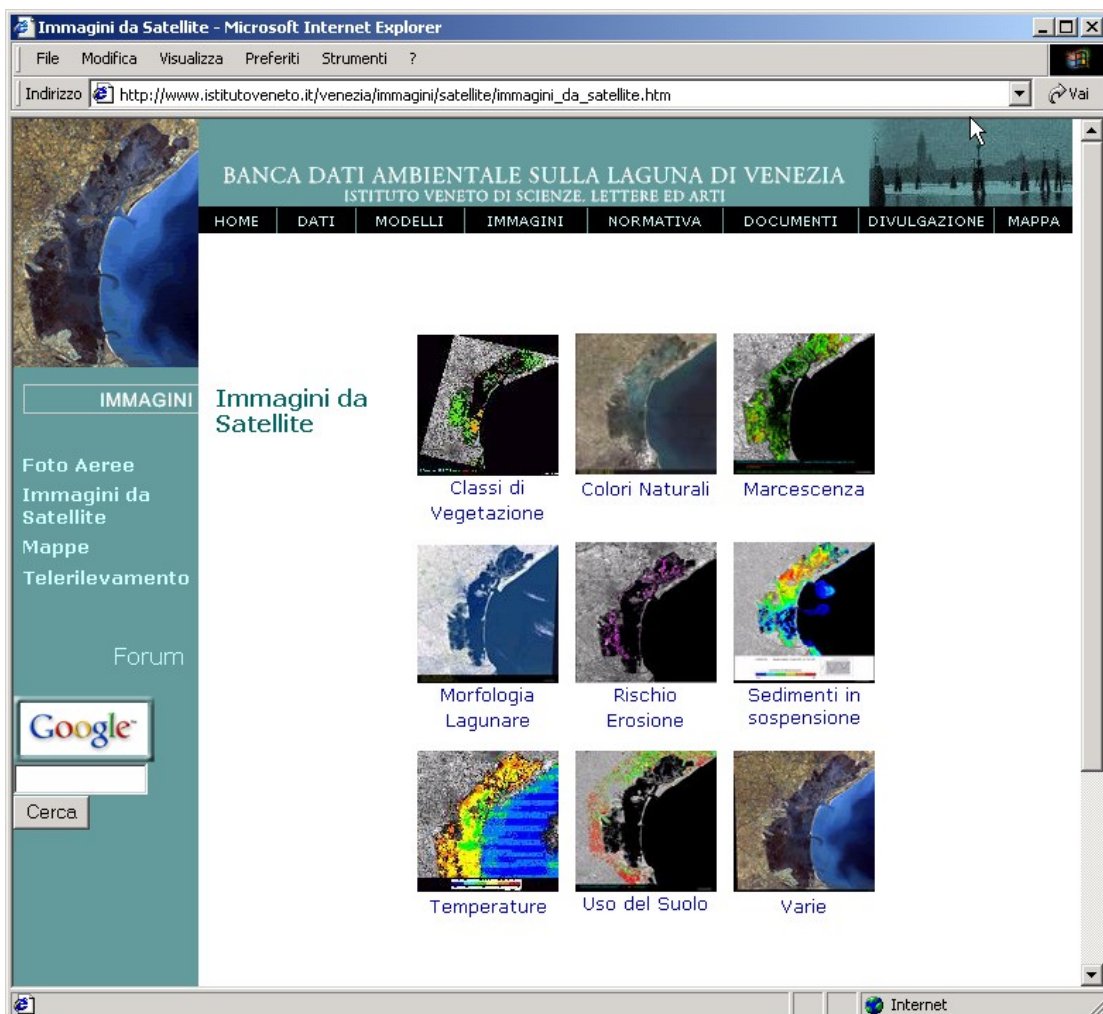 Immagini da Satellite - Microsoft Internet Explorer
File Modifica Visualizza Preferiti Strumenti ?
Indirizzo http://www.istitutoveneto.it/venezia/immagini/satellite/immagini_da_satellite.htm Vai
BANCA DATI AMBIENTALE SULLA LAGUNA DI VENEZIA
ISTITUTO VENETO DI SCIENZE, LETTERE ED ARTI
HOME DATI MODELLI IMMAGINI NORMATIVA DOCUMENTI DIVULGAZIONE MAPPA
IMMAGINI
Foto Aeree
Immagini da
Satellite
Mappe
Telerilevamento
Forum
Google
Cerca
Immagini da
Satellite
Classi di
Vegetazione
Colori Naturali
Marcescenza
Morfologia
Lagunare
Rischio
Erosione
Sedimenti in
sospensione
Temperature
Uso del Suolo
Varie
Internet